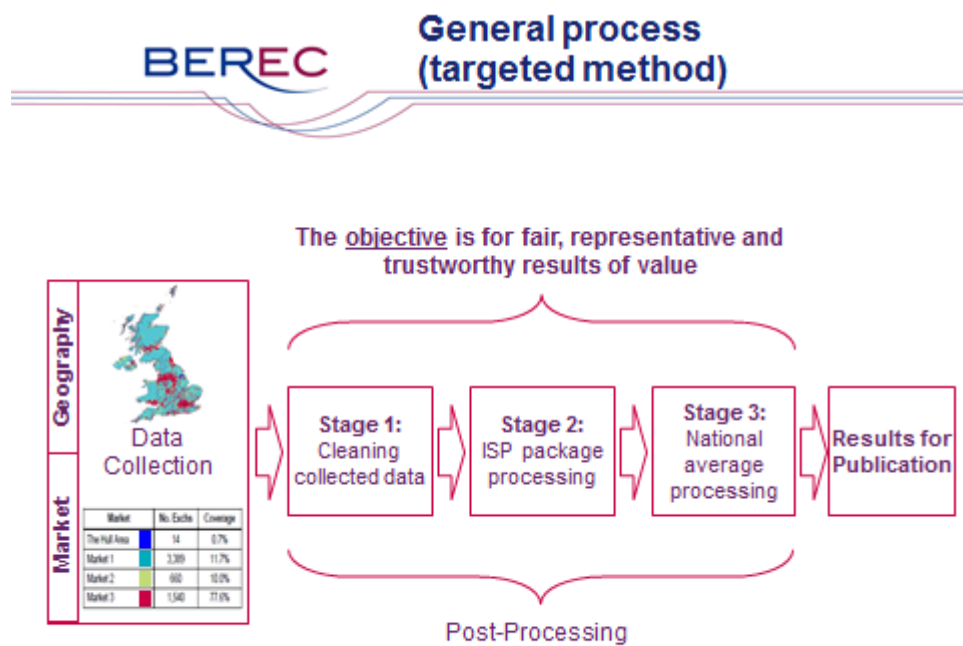 BEREC
General process
(targeted method)
The objective is for fair, representative and
trustworthy results of value
Geography
Market
Data
Collection
Market No. Exchs Coverage
The Hull Area 14 0.7%
Market 1 3,389 11.7%
Market 2 660 10.0%
Market 3 1,540 77.6%
Stage 1:
Cleaning
collected data
Stage 2:
ISP package
processing
Stage 3:
National
average
processing
Results for
Publication
Post-Processing